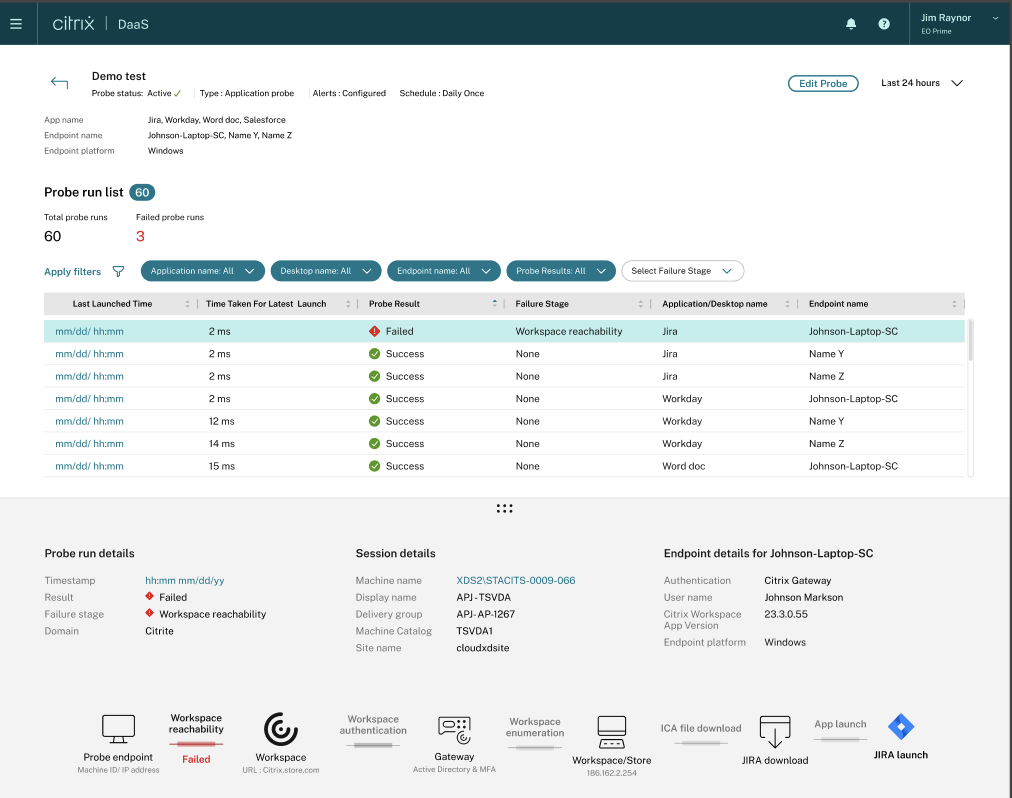 citrix | DaaS
Jim Raynor
EO Prime
Demo test
Probe status: Active Type : Application probe Alerts : Configured Schedule : Daily Once
Edit Probe
Last 24 hours
App name Jira, Workday, Word doc, Salesforce
Endpoint name Johnson-Laptop-SC, Name Y, Name Z
Endpoint platform Windows
Probe run list 60
Total probe runs Failed probe runs
60 3
Apply filters Application name: All Desktop name: All Endpoint name: All Probe Results: All Select Failure Stage
Last Launched Time Time Taken For Latest Launch Probe Result Failure Stage Application/Desktop name Endpoint name
mm/dd/ hh:mm 2 ms Failed Workspace reachability Jira Johnson-Laptop-SC
mm/dd/ hh:mm 2 ms Success None Jira Name Y
mm/dd/ hh:mm 2 ms Success None Jira Name Z
mm/dd/ hh:mm 2 ms Success None Workday Johnson-Laptop-SC
mm/dd/ hh:mm 12 ms Success None Workday Name Y
mm/dd/ hh:mm 14 ms Success None Workday Name Z
mm/dd/ hh:mm 15 ms Success None Word doc Johnson-Laptop-SC
Probe run details
Timestamp hh:mm mm/dd/yy
Result Failed
Failure stage Workspace reachability
Domain Citrite
Session details
Machine name XDS2\STACITS-0009-066
Display name APJ-TSVDA
Delivery group APJ-AP-1267
Machine Catalog TSVDA1
Site name cloudxdsite
Endpoint details for Johnson-Laptop-SC
Authentication Citrix Gateway
User name Johnson Markson
Citrix Workspace 23.3.0.55
App Version
Endpoint platform Windows
Probe endpoint
Machine ID/ IP address
Workspace
reachability
Failed
Workspace
URL : Citrix.store.com
Workspace
authentication
Gateway
Active Directory & MFA
Workspace
enumeration
Workspace/Store
186.162.2.254
ICA file download
JIRA download
App launch
JIRA launch